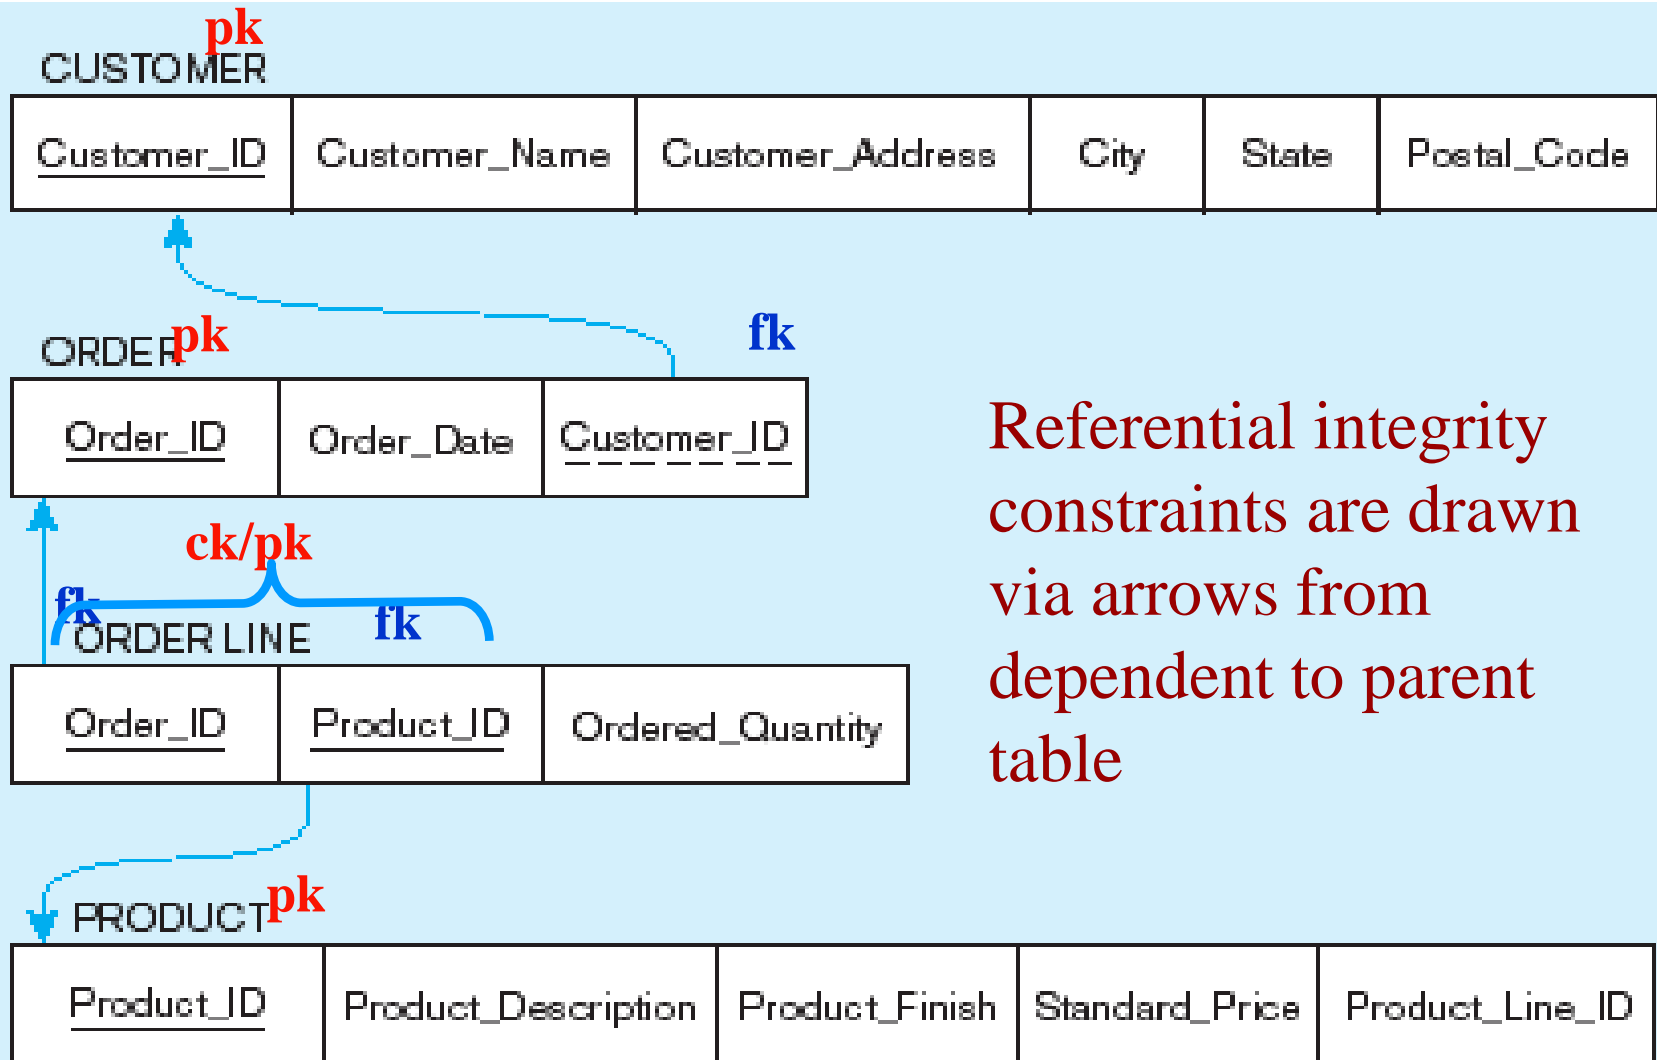 pk
CUSTOMER
Customer_ID Customer_Name Customer_Address City State Postal_Code
pk fk
ORDER
Order_ID Order_Date Customer_ID
Referential integrity
constraints are drawn
via arrows from
dependent to parent
table
ck/pk
fk fk
ORDER LINE
Order_ID Product_ID Ordered_Quantity
pk
PRODUCT
Product_ID Product_Description Product_Finish Standard_Price Product_Line_ID